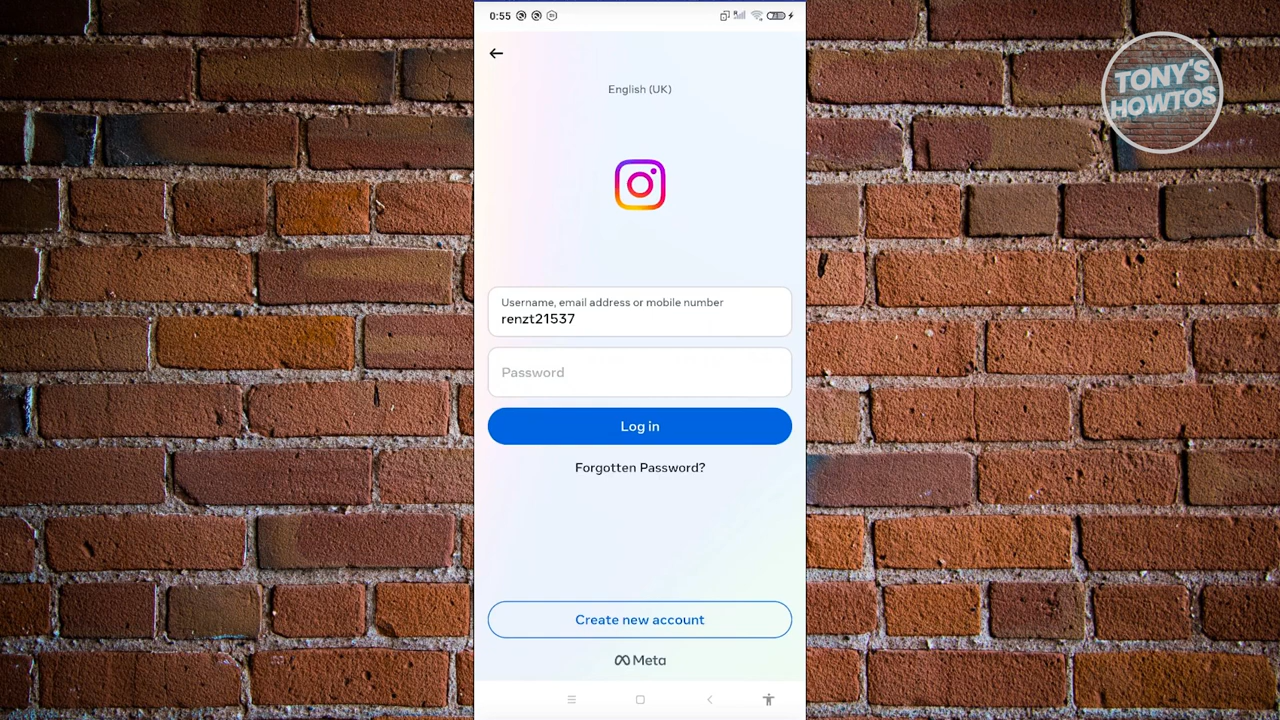 0:55
TONY'S
HOWTOS
English (UK)
Username, email address or mobile number
renzt21537
Password
Log in
Forgotten Password?
Create new account
Meta